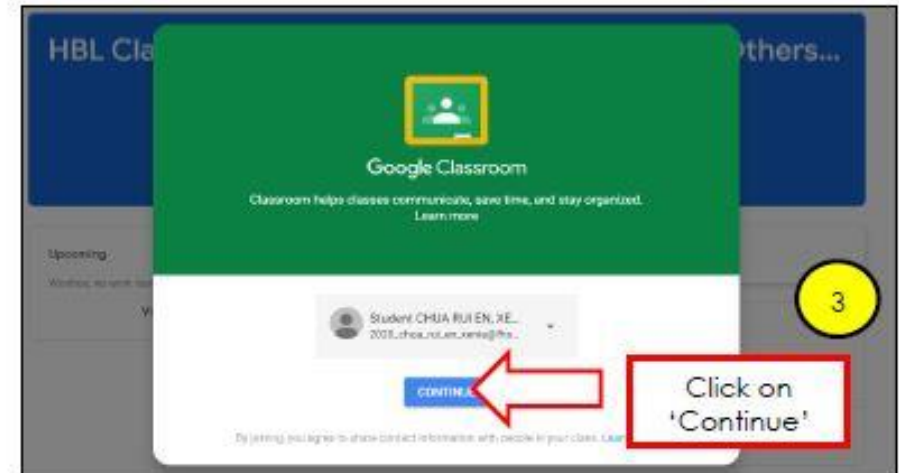 HBL Cla
thers...
Google Classroom
Classroom helps classes communicate, save time, and stay organized.
Learn more
Upcoming
Student CHUA RUI EN, XE...
CONTINUE
3
Click on
'Continue'
By joining, you agree to share contact information with people in your class. Learn